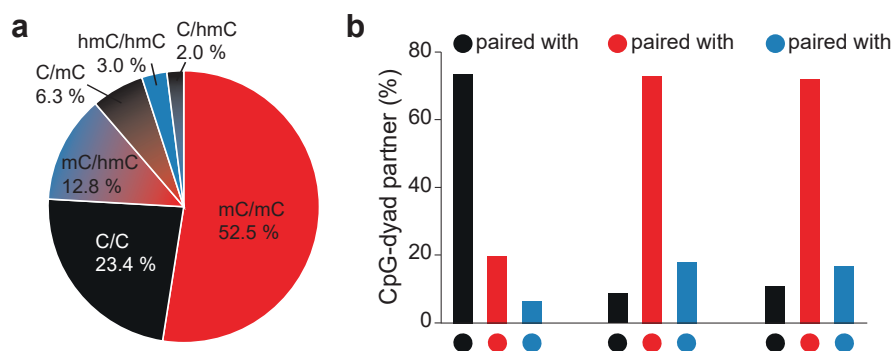 a
C/hmC
2.0 %
hmC/hmC
3.0 %
C/mC
6.3 %
mC/hmC
12.8 %
C/C
23.4 %
mC/mC
52.5 %
b
paired with
paired with
paired with
CpG-dyad partner (%)
80
60
40
20
0